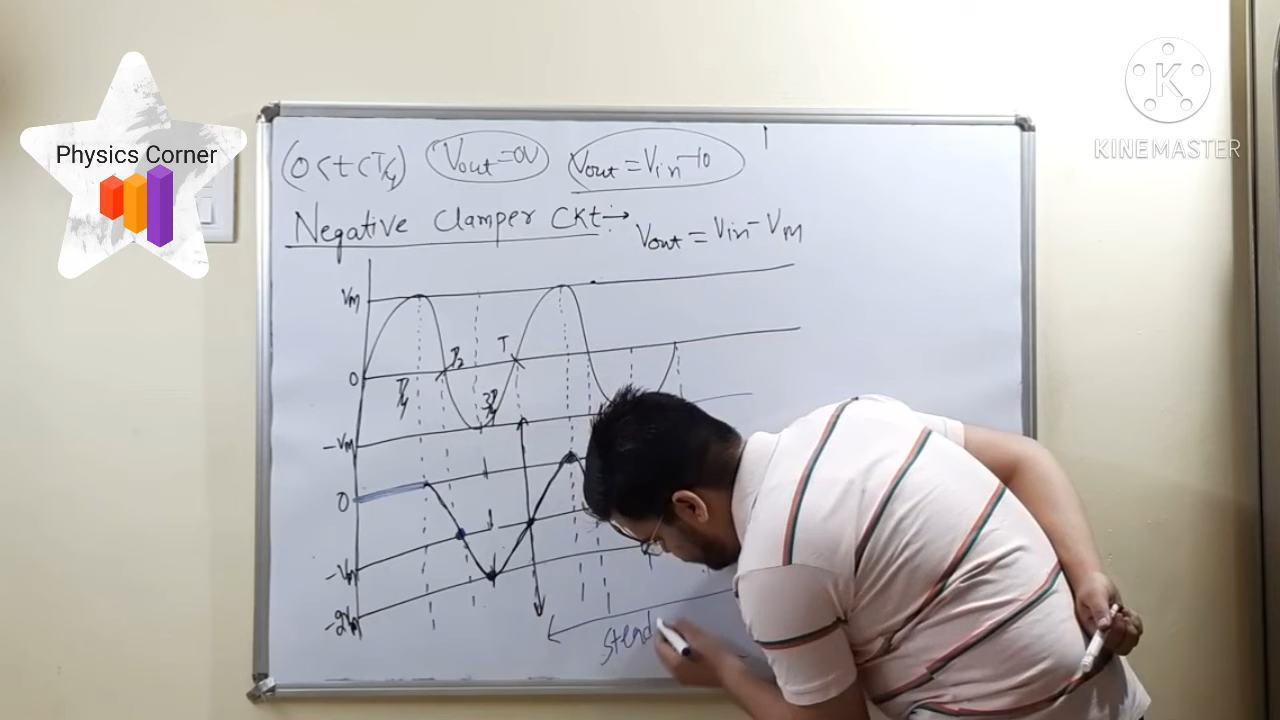 Physics Corner
K
KINEMASTER
(0<t<T/4) Vout=0V Vout=Vin-10
Negative Clamper CKt:→ Vout=Vin-Vm
Vm
T/2 T
0
T/4 3T/4
-Vm
0
-Vm
-2Vm
Stead